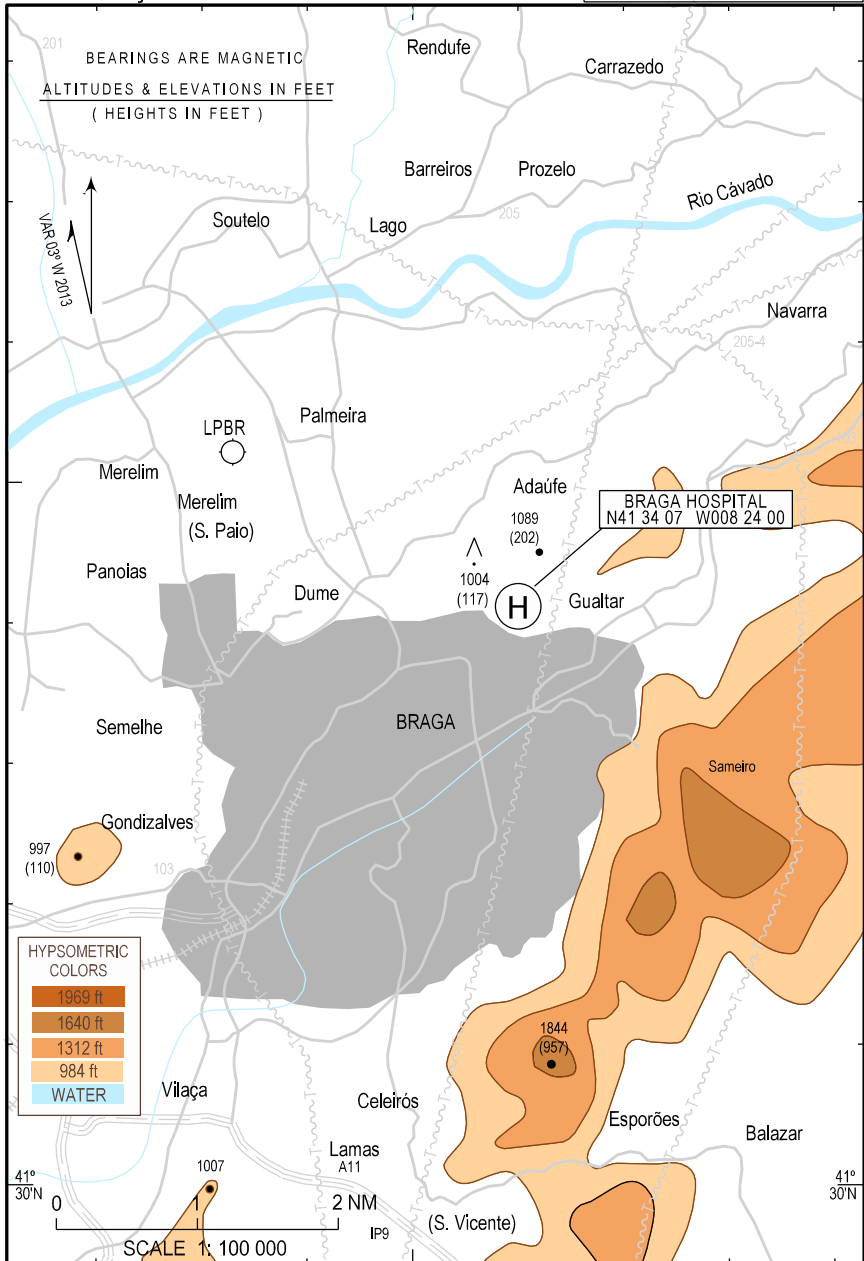 201
BEARINGS ARE MAGNETIC
ALTITUDES & ELEVATIONS IN FEET
( HEIGHTS IN FEET )
Rendufe
Carrazedo
Barreiros
Prozelo
Rio Cávado
205
Soutelo
Lago
VAR 03° W 2013
Navarra
205-4
Palmeira
LPBR
Merelim
Merelim
(S. Paio)
Adaúfe
BRAGA HOSPITAL
N41 34 07 W008 24 00
1089
(202)
1004
(117)
Panoias
Dume
H
Gualtar
BRAGA
Semelhe
Sameiro
Gondizalves
997
(110)
103
HYPSOMETRIC
COLORS
1969 ft
1640 ft
1312 ft
984 ft
WATER
1844
(957)
Vilaça
Celeirós
Esporões
Balazar
Lamas
A11
1007
41°
30'N
41°
30'N
0 1 2 NM
(S. Vicente)
IP9
SCALE 1: 100 000